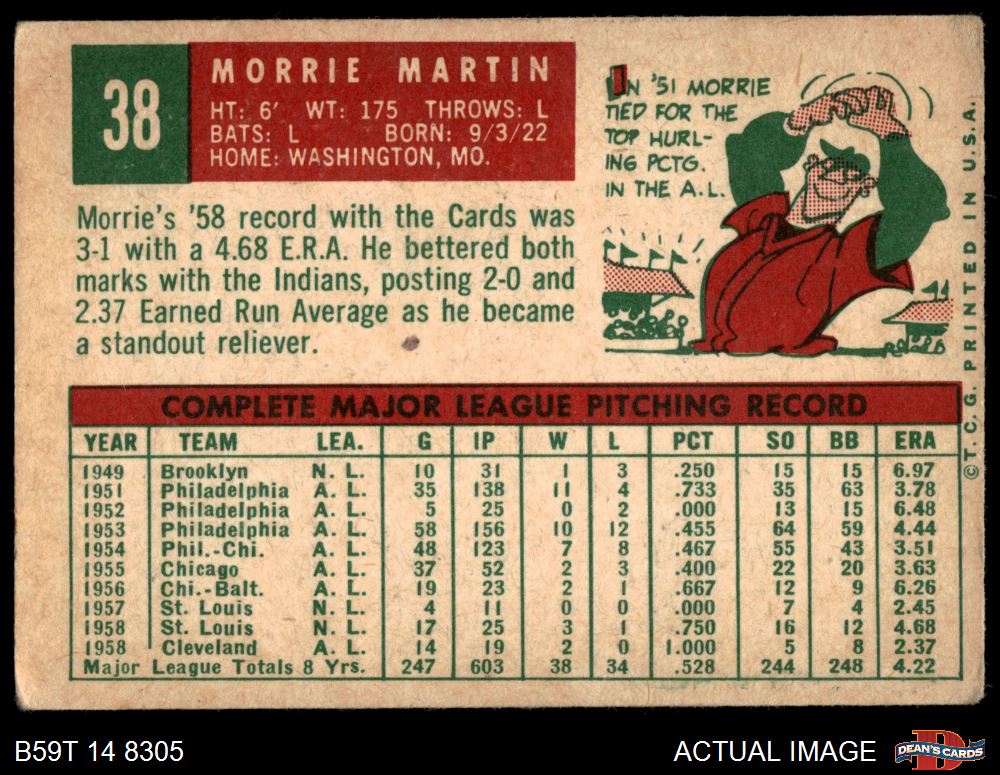 38
MORRIE MARTIN
HT: 6' WT: 175 THROWS: L
BATS: L BORN: 9/3/22
HOME: WASHINGTON, MO.
IN '51 MORRIE
TIED FOR THE
TOP HURL-
ING PCTG.
IN THE A.L.
Morrie's '58 record with the Cards was
3-1 with a 4.68 E.R.A. He bettered both
marks with the Indians, posting 2-0 and
2.37 Earned Run Average as he became
a standout reliever.
©T. C. G. PRINTED IN U.S.A.
COMPLETE MAJOR LEAGUE PITCHING RECORD
YEAR TEAM LEA. G IP W L PCT SO BB ERA
1949 Brooklyn N. L. 10 31 1 3 .250 15 15 6.97
1951 Philadelphia A. L. 35 138 11 4 .733 35 63 3.78
1952 Philadelphia A. L. 5 25 0 2 .000 13 15 6.48
1953 Philadelphia A. L. 58 156 10 12 .455 64 59 4.44
1954 Phil.-Chi. A. L. 48 123 7 8 .467 55 43 3.51
1955 Chicago A. L. 37 52 2 3 .400 22 20 3.63
1956 Chi.-Balt. A. L. 19 23 2 1 .667 12 9 6.26
1957 St. Louis N. L. 4 11 0 0 .000 7 4 2.45
1958 St. Louis N. L. 17 25 3 1 .750 16 12 4.68
1958 Cleveland A. L. 14 19 2 0 1.000 5 8 2.37
Major League Totals 8 Yrs. 247 603 38 34 .528 244 248 4.22
B59T 14 8305
ACTUAL IMAGE
DEAN'S CARDS